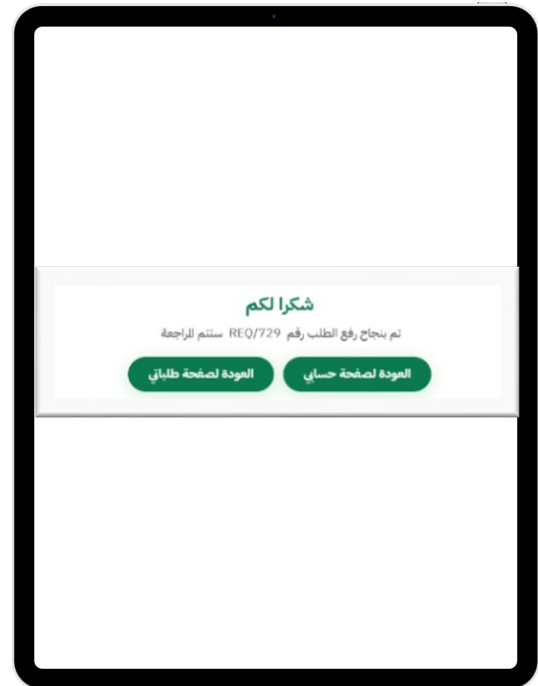 شكرا لكم
تم بنجاح رفع الطلب رقم REQ/729 ستتم المراجعة
العودة لصفحة حسابي
العودة لصفحة طلباتي